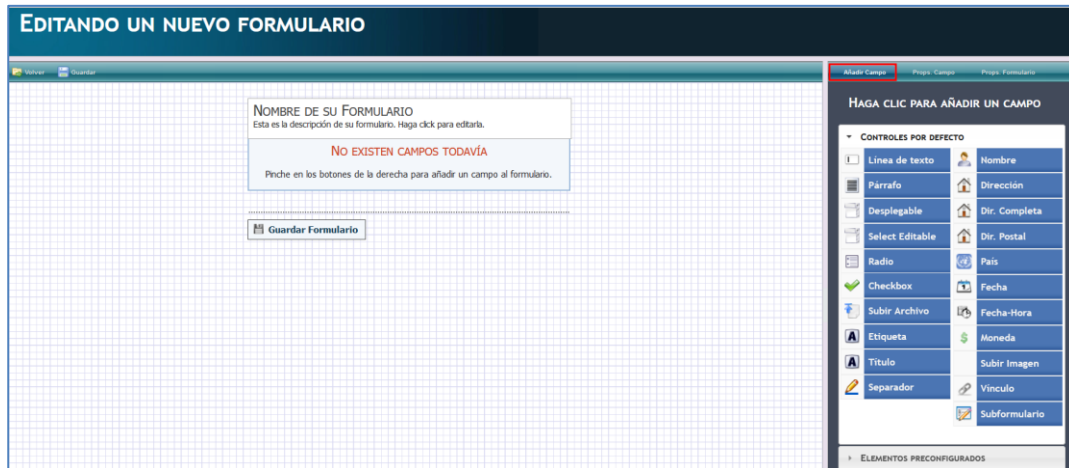 EDITANDO UN NUEVO FORMULARIO
Volver Guardar
Añadir Campo Props. Campo Props. Formulario
NOMBRE DE SU FORMULARIO
Esta es la descripción de su formulario. Haga click para editarla.
NO EXISTEN CAMPOS TODAVÍA
Pinche en los botones de la derecha para añadir un campo al formulario.
Guardar Formulario
HAGA CLIC PARA AÑADIR UN CAMPO
CONTROLES POR DEFECTO
Línea de texto Nombre
Párrafo Dirección
Desplegable Dir. Completa
Select Editable Dir. Postal
Radio País
Checkbox Fecha
Subir Archivo Fecha-Hora
Etiqueta Moneda
Título Subir Imagen
Separador Vínculo
Subformulario
ELEMENTOS PRECONFIGURADOS